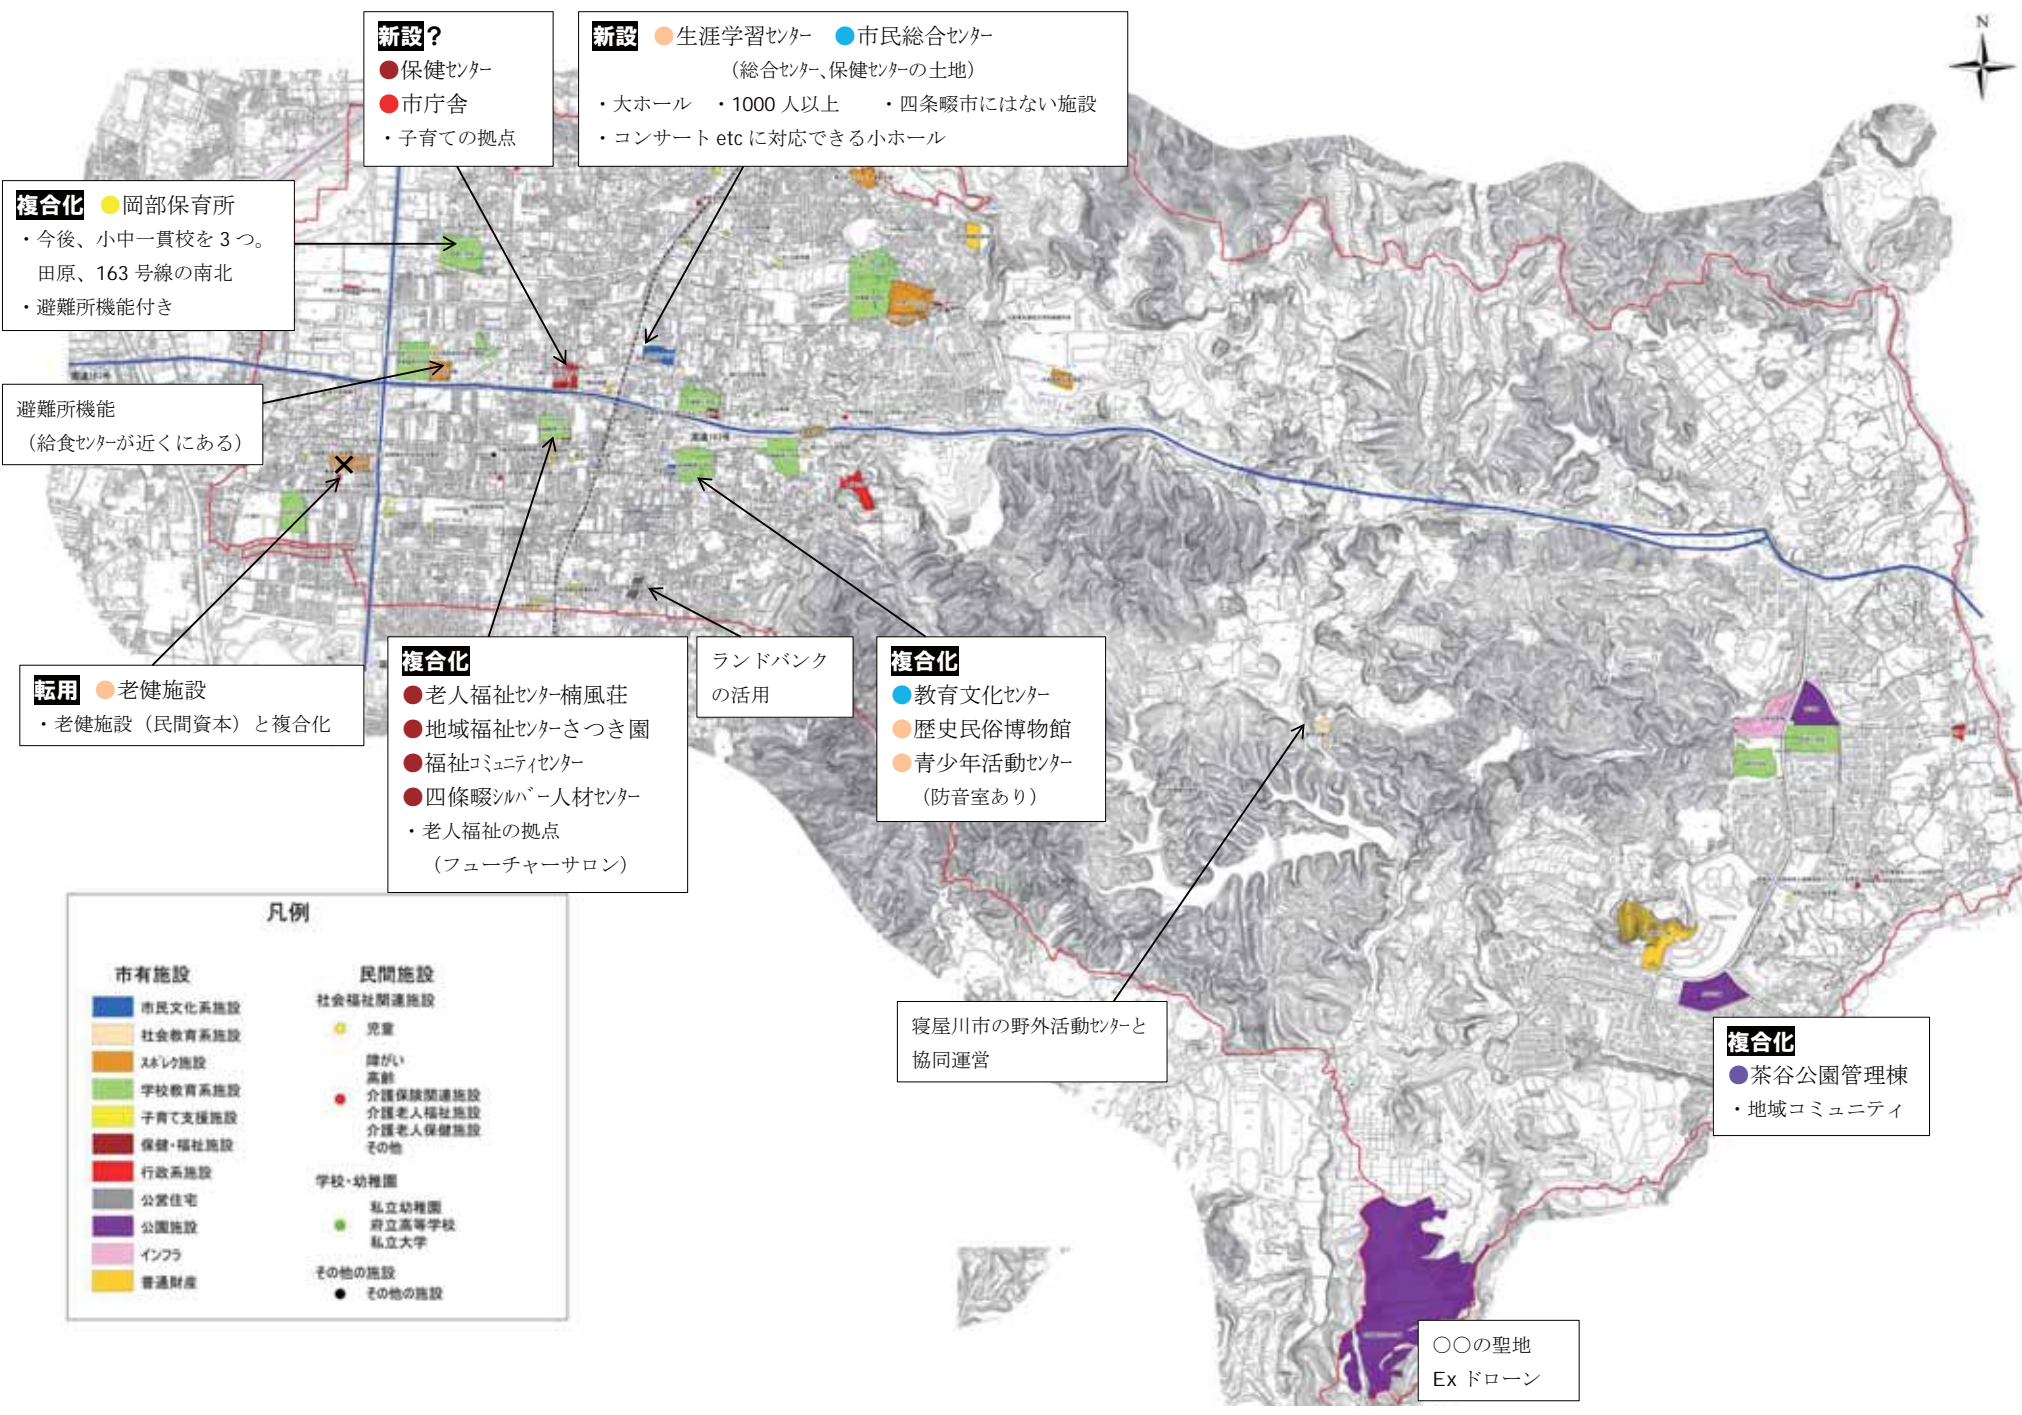 N
新設？
●保健センター
●市庁舎
・子育ての拠点
新設 ●生涯学習センター ●市民総合センター
（総合センター、保健センターの土地）
・大ホール ・1000 人以上 ・四条畷市にはない施設
・コンサート etc に対応できる小ホール
複合化 ●岡部保育所
・今後、小中一貫校を 3 つ。
田原、163 号線の南北
・避難所機能付き
避難所機能
（給食センターが近くにある）
転用 ●老健施設
・老健施設（民間資本）と複合化
複合化
●老人福祉センター楠風荘
●地域福祉センターさつき園
●福祉コミュニティセンター
●四條畷シルバー人材センター
・老人福祉の拠点
（フューチャーサロン）
ランドバンク
の活用
複合化
●教育文化センター
●歴史民俗博物館
●青少年活動センター
（防音室あり）
寝屋川市の野外活動センターと
協同運営
複合化
●茶谷公園管理棟
・地域コミュニティ
〇〇の聖地
Ex ドローン
凡例
市有施設
市民文化系施設
社会教育系施設
スポレク施設
学校教育系施設
子育て支援施設
保健・福祉施設
行政系施設
公営住宅
公園施設
インフラ
普通財産
民間施設
社会福祉関連施設
児童
障がい
高齢
介護保険関連施設
介護老人福祉施設
介護老人保健施設
その他
学校・幼稚園
私立幼稚園
府立高等学校
私立大学
その他の施設
その他の施設